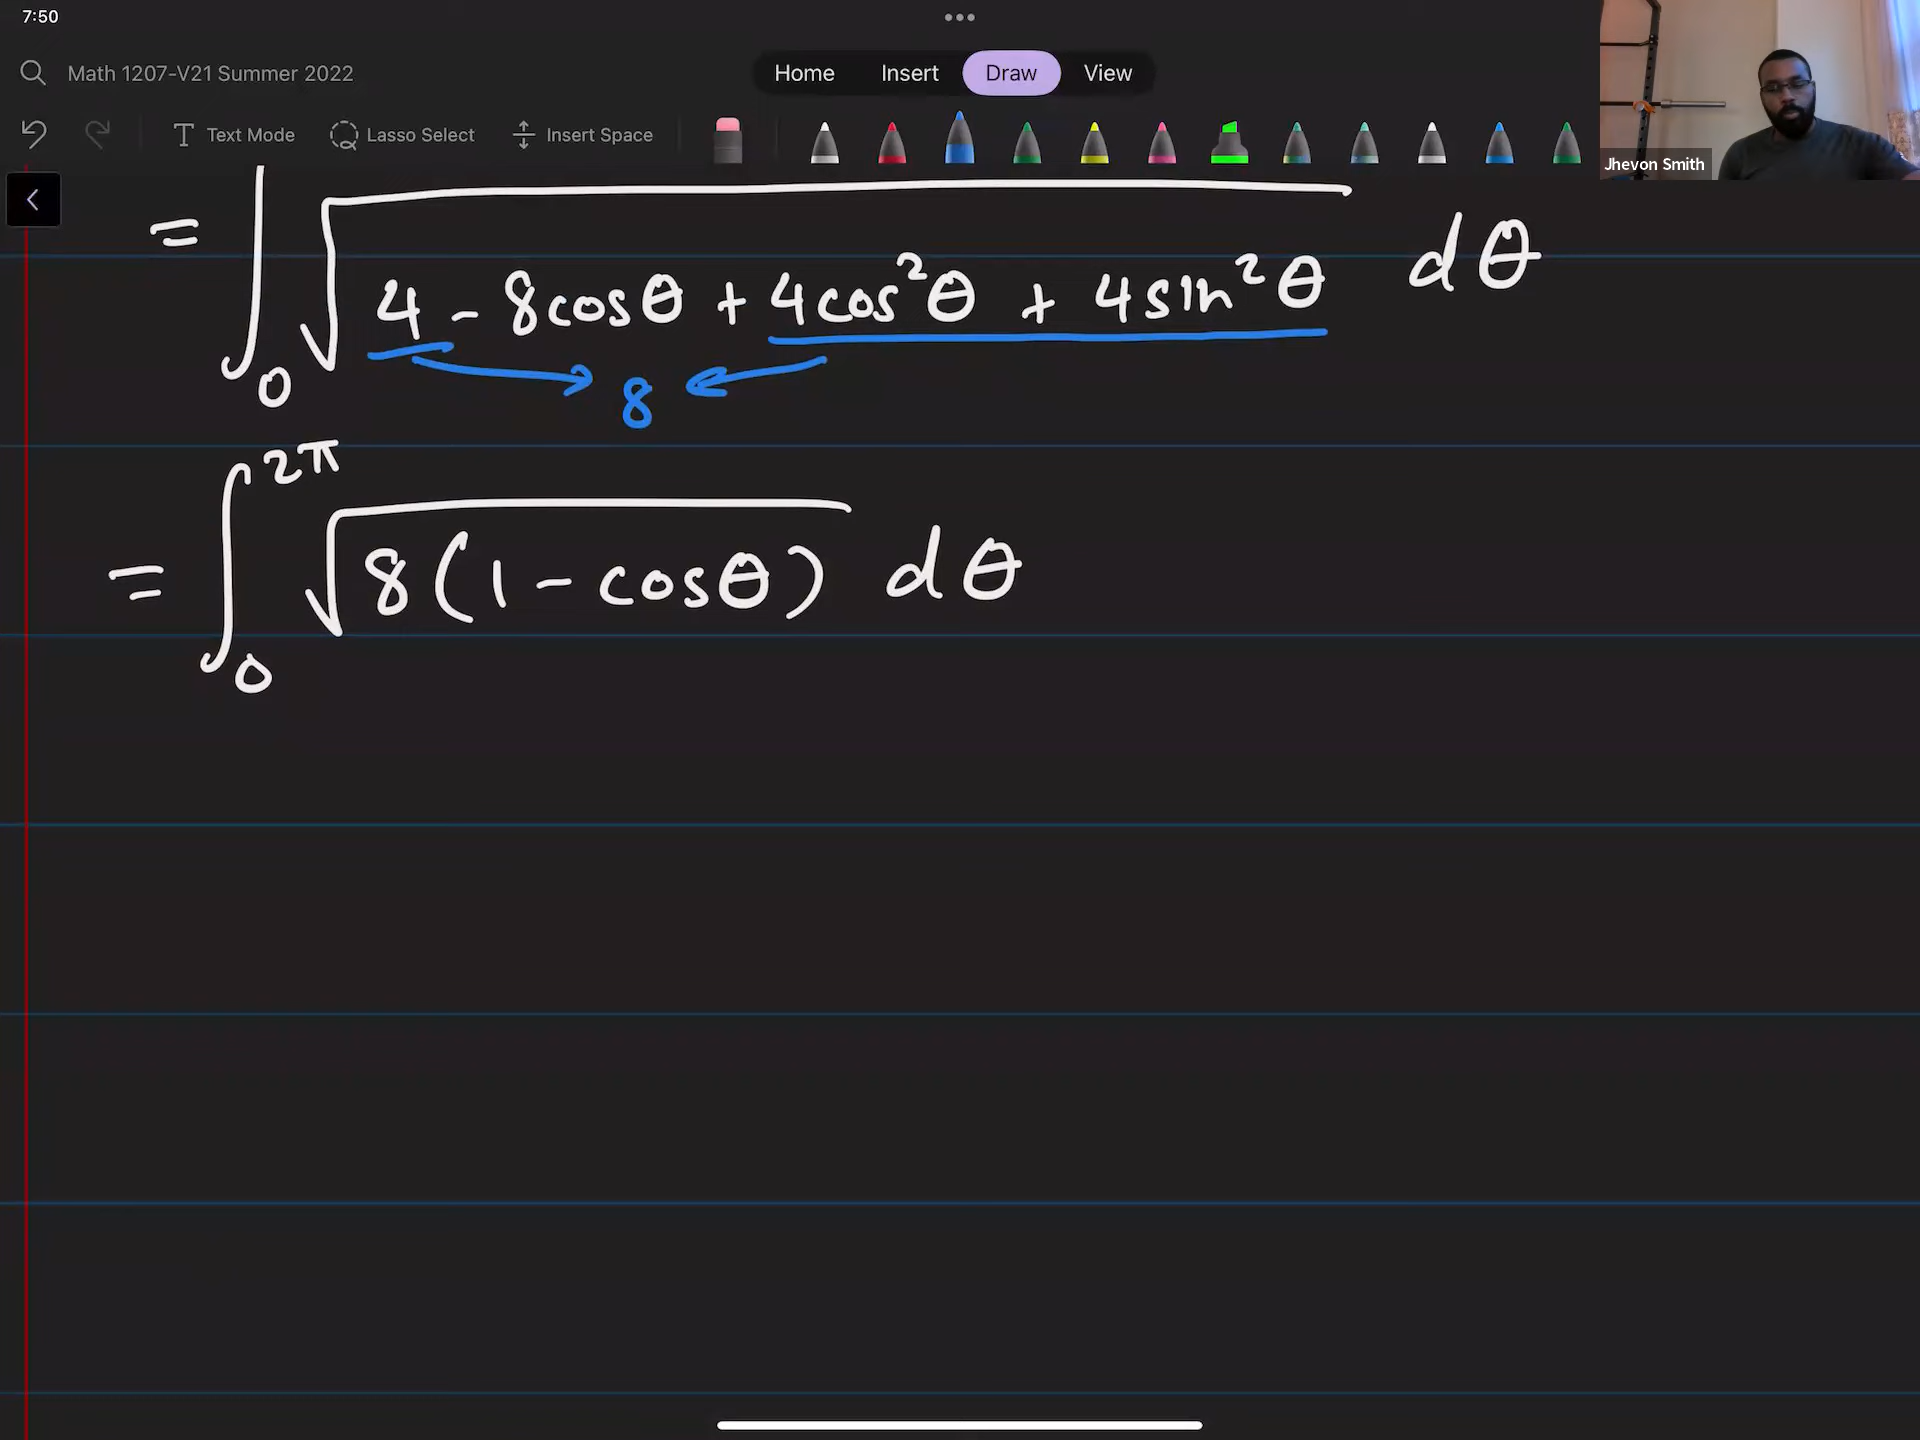 7:50
Math 1207-V21 Summer 2022
Home Insert Draw View
Text Mode Lasso Select Insert Space
Jhevon Smith
= ∫₀ √(4 - 8cosθ + 4cos²θ + 4sin²θ) dθ
8
= ∫₀^2π √(8(1 - cosθ)) dθ